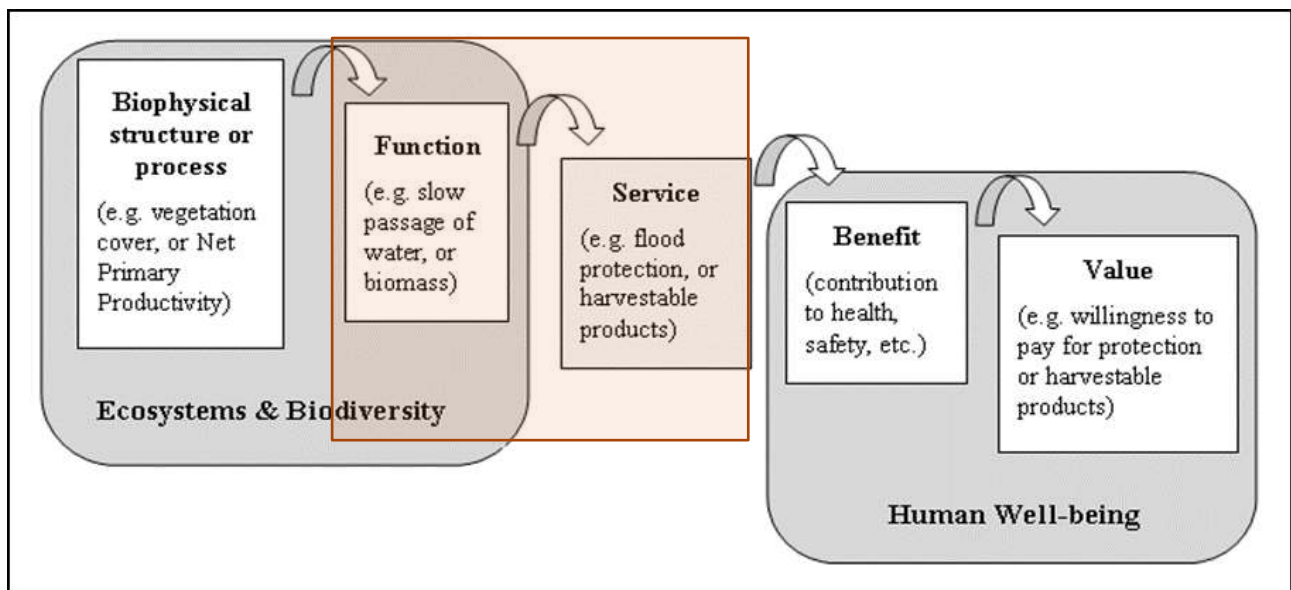 Biophysical
structure or
process
(e.g. vegetation
cover, or Net
Primary
Productivity)
Function
(e.g. slow
passage of
water, or
biomass)
Ecosystems & Biodiversity
Service
(e.g. flood
protection, or
harvestable
products)
Benefit
(contribution
to health,
safety, etc.)
Value
(e.g. willingness to
pay for protection
or harvestable
products)
Human Well-being